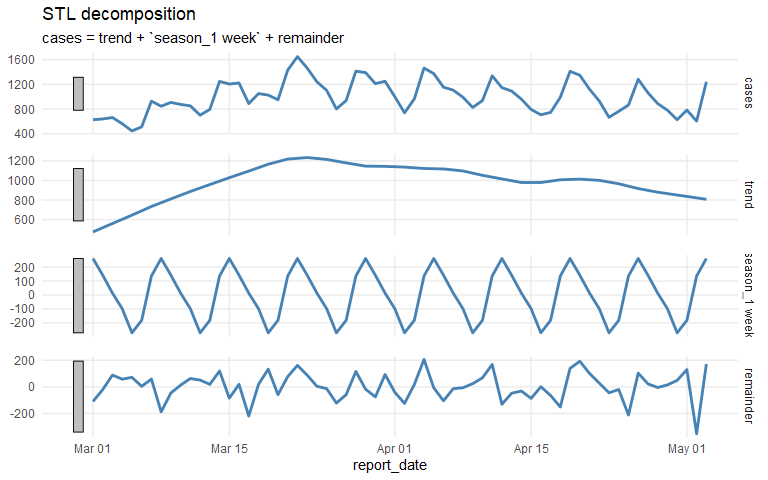 STL decomposition
cases = trend + `season_1 week` + remainder
1600
1200
800
400
cases
1200
1000
800
600
trend
200
100
0
-100
-200
season_1 week
200
0
-200
remainder
Mar 01 Mar 15 Apr 01 Apr 15 May 01
report_date